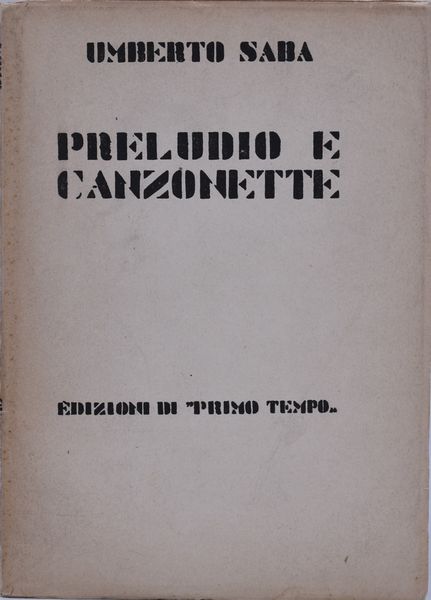 UMBERTO SABA
PRELUDIO E
CANZONETTE
EDIZIONI DI "PRIMO TEMPO„